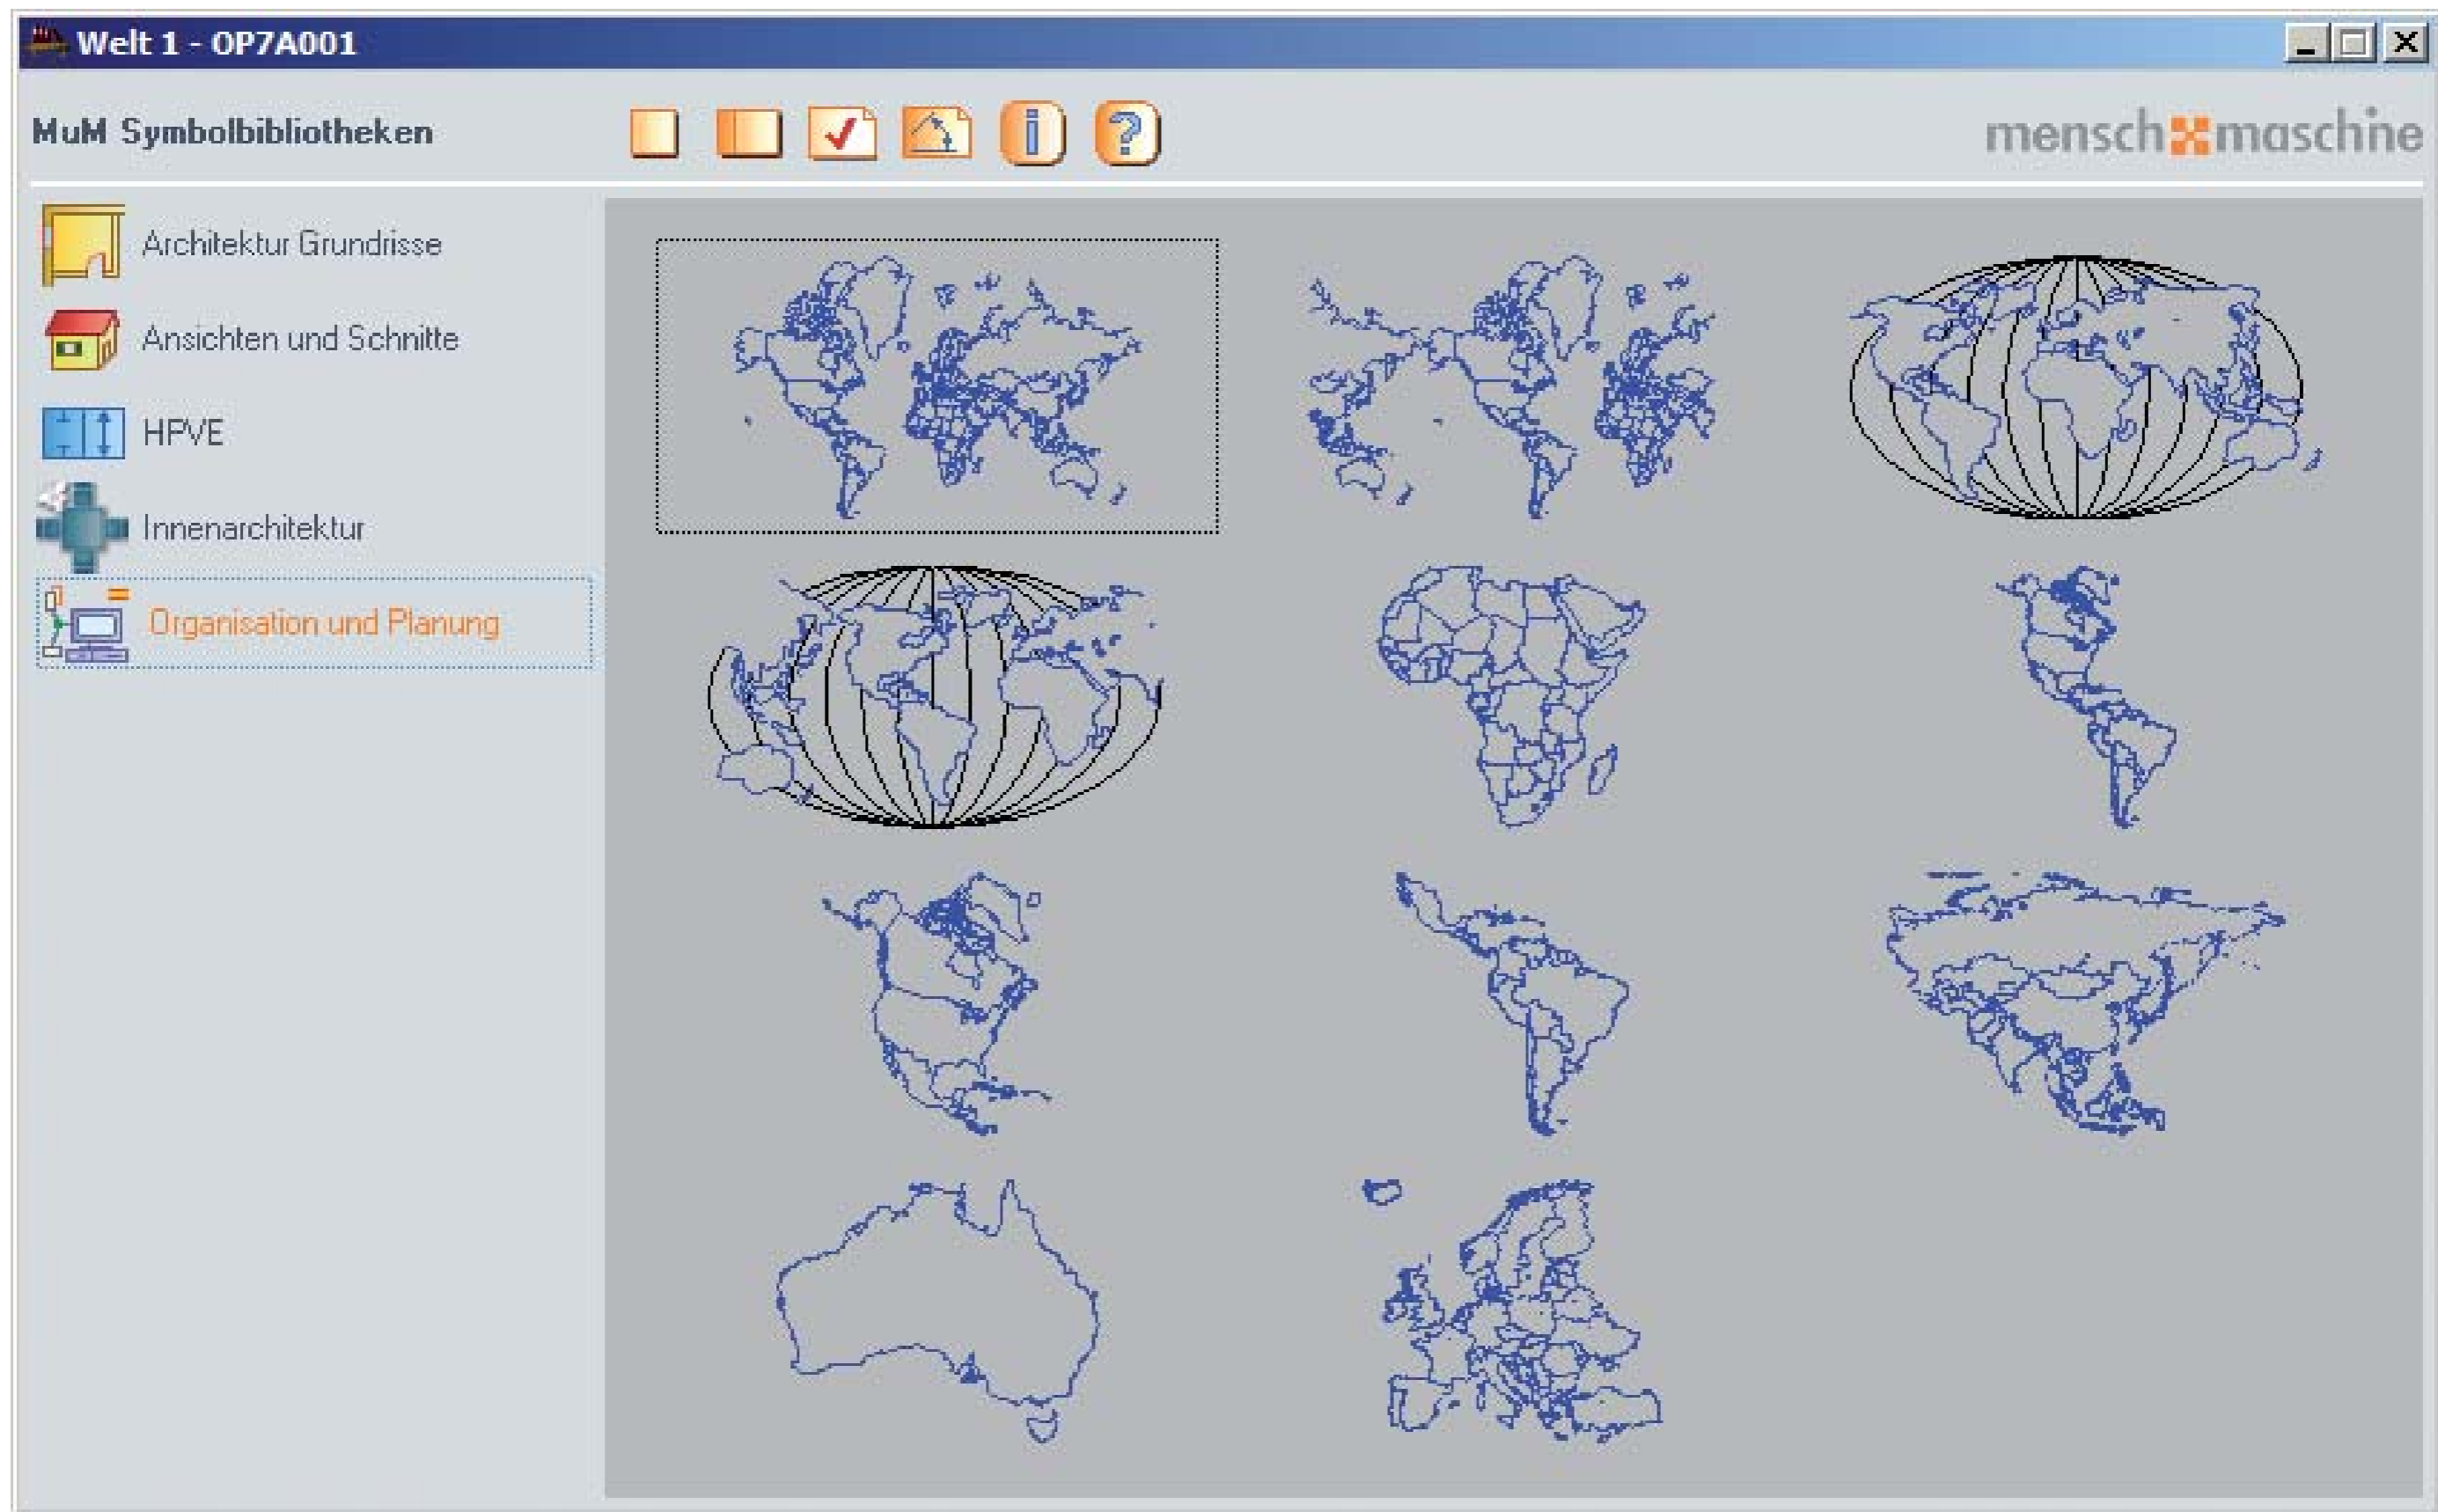 Welt 1 - OP7A001
MuM Symbolbibliotheken
mensch maschine
Architektur Grundrisse
Ansichten und Schnitte
HPVE
Innenarchitektur
Organisation und Planung